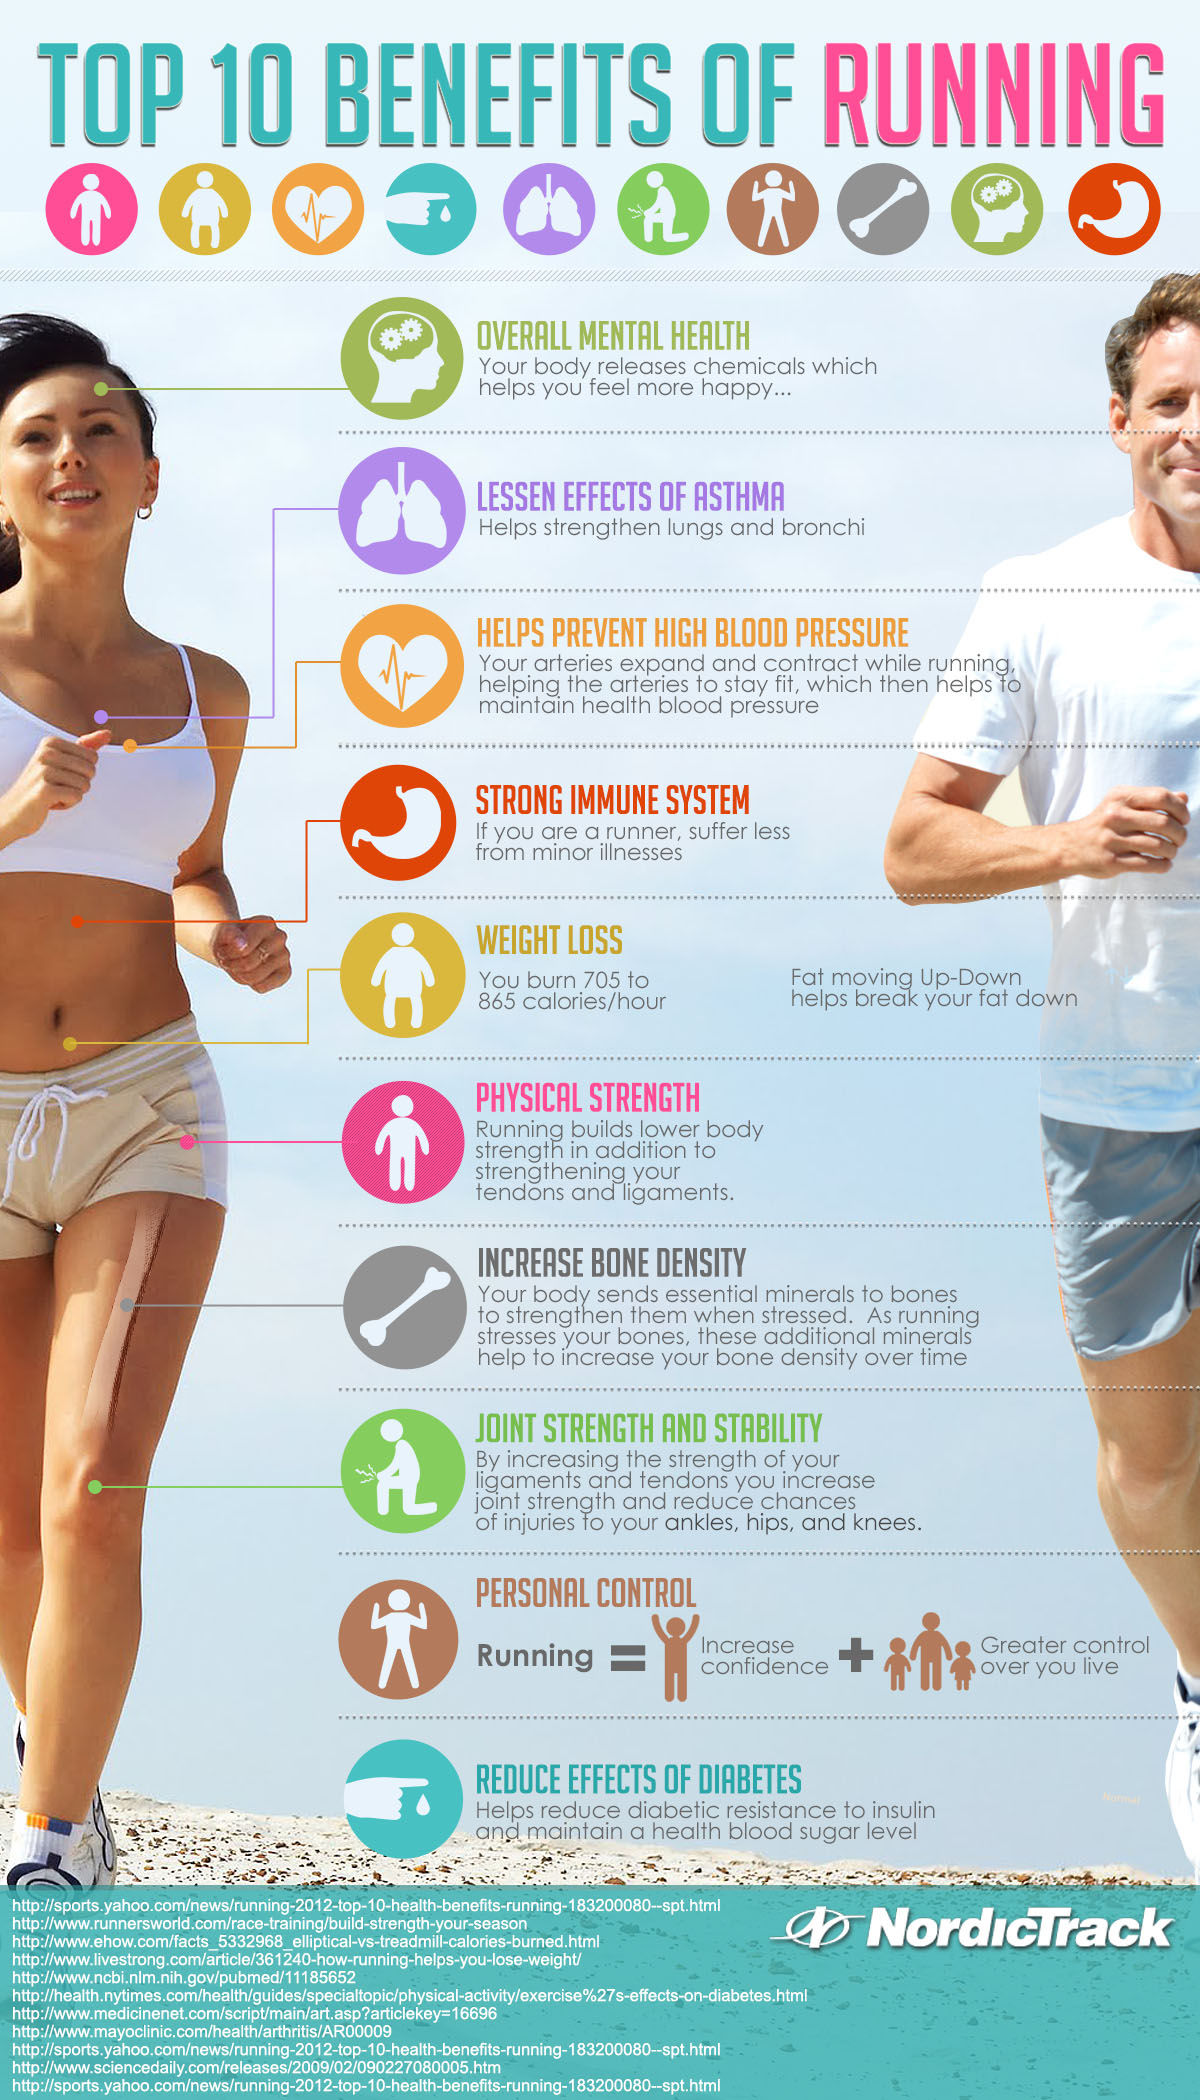 TOP 10 BENEFITS OF RUNNING
OVERALL MENTAL HEALTH
Your body releases chemicals which
helps you feel more happy...
LESSEN EFFECTS OF ASTHMA
Helps strengthen lungs and bronchi
HELPS PREVENT HIGH BLOOD PRESSURE
Your arteries expand and contract while running,
helping the arteries to stay fit, which then helps to
maintain health blood pressure
STRONG IMMUNE SYSTEM
If you are a runner, suffer less
from minor illnesses
WEIGHT LOSS
You burn 705 to
865 calories/hour
Fat moving Up-Down
helps break your fat down
PHYSICAL STRENGTH
Running builds lower body
strength in addition to
strengthening your
tendons and ligaments.
INCREASE BONE DENSITY
Your body sends essential minerals to bones
to strengthen them when stressed. As running
stresses your bones, these additional minerals
help to increase your bone density over time
JOINT STRENGTH AND STABILITY
By increasing the strength of your
ligaments and tendons you increase
joint strength and reduce chances
of injuries to your ankles, hips, and knees.
PERSONAL CONTROL
Running = Increase
confidence + Greater control
over you live
REDUCE EFFECTS OF DIABETES
Helps reduce diabetic resistance to insulin
and maintain a health blood sugar level
Normal
http://sports.yahoo.com/news/running-2012-top-10-health-benefits-running-183200080--spt.html
http://www.runnersworld.com/race-training/build-strength-your-season
http://www.ehow.com/facts_5332968_elliptical-vs-treadmill-calories-burned.html
http://www.livestrong.com/article/361240-how-running-helps-you-lose-weight/
http://www.ncbi.nlm.nih.gov/pubmed/11185652
http://health.nytimes.com/health/guides/specialtopic/physical-activity/exercise%27s-effects-on-diabetes.html
http://www.medicinenet.com/script/main/art.asp?articlekey=16696
http://www.mayoclinic.com/health/arthritis/AR00009
http://sports.yahoo.com/news/running-2012-top-10-health-benefits-running-183200080--spt.html
http://www.sciencedaily.com/releases/2009/02/090227080005.htm
http://sports.yahoo.com/news/running-2012-top-10-health-benefits-running-183200080--spt.html
NordicTrack